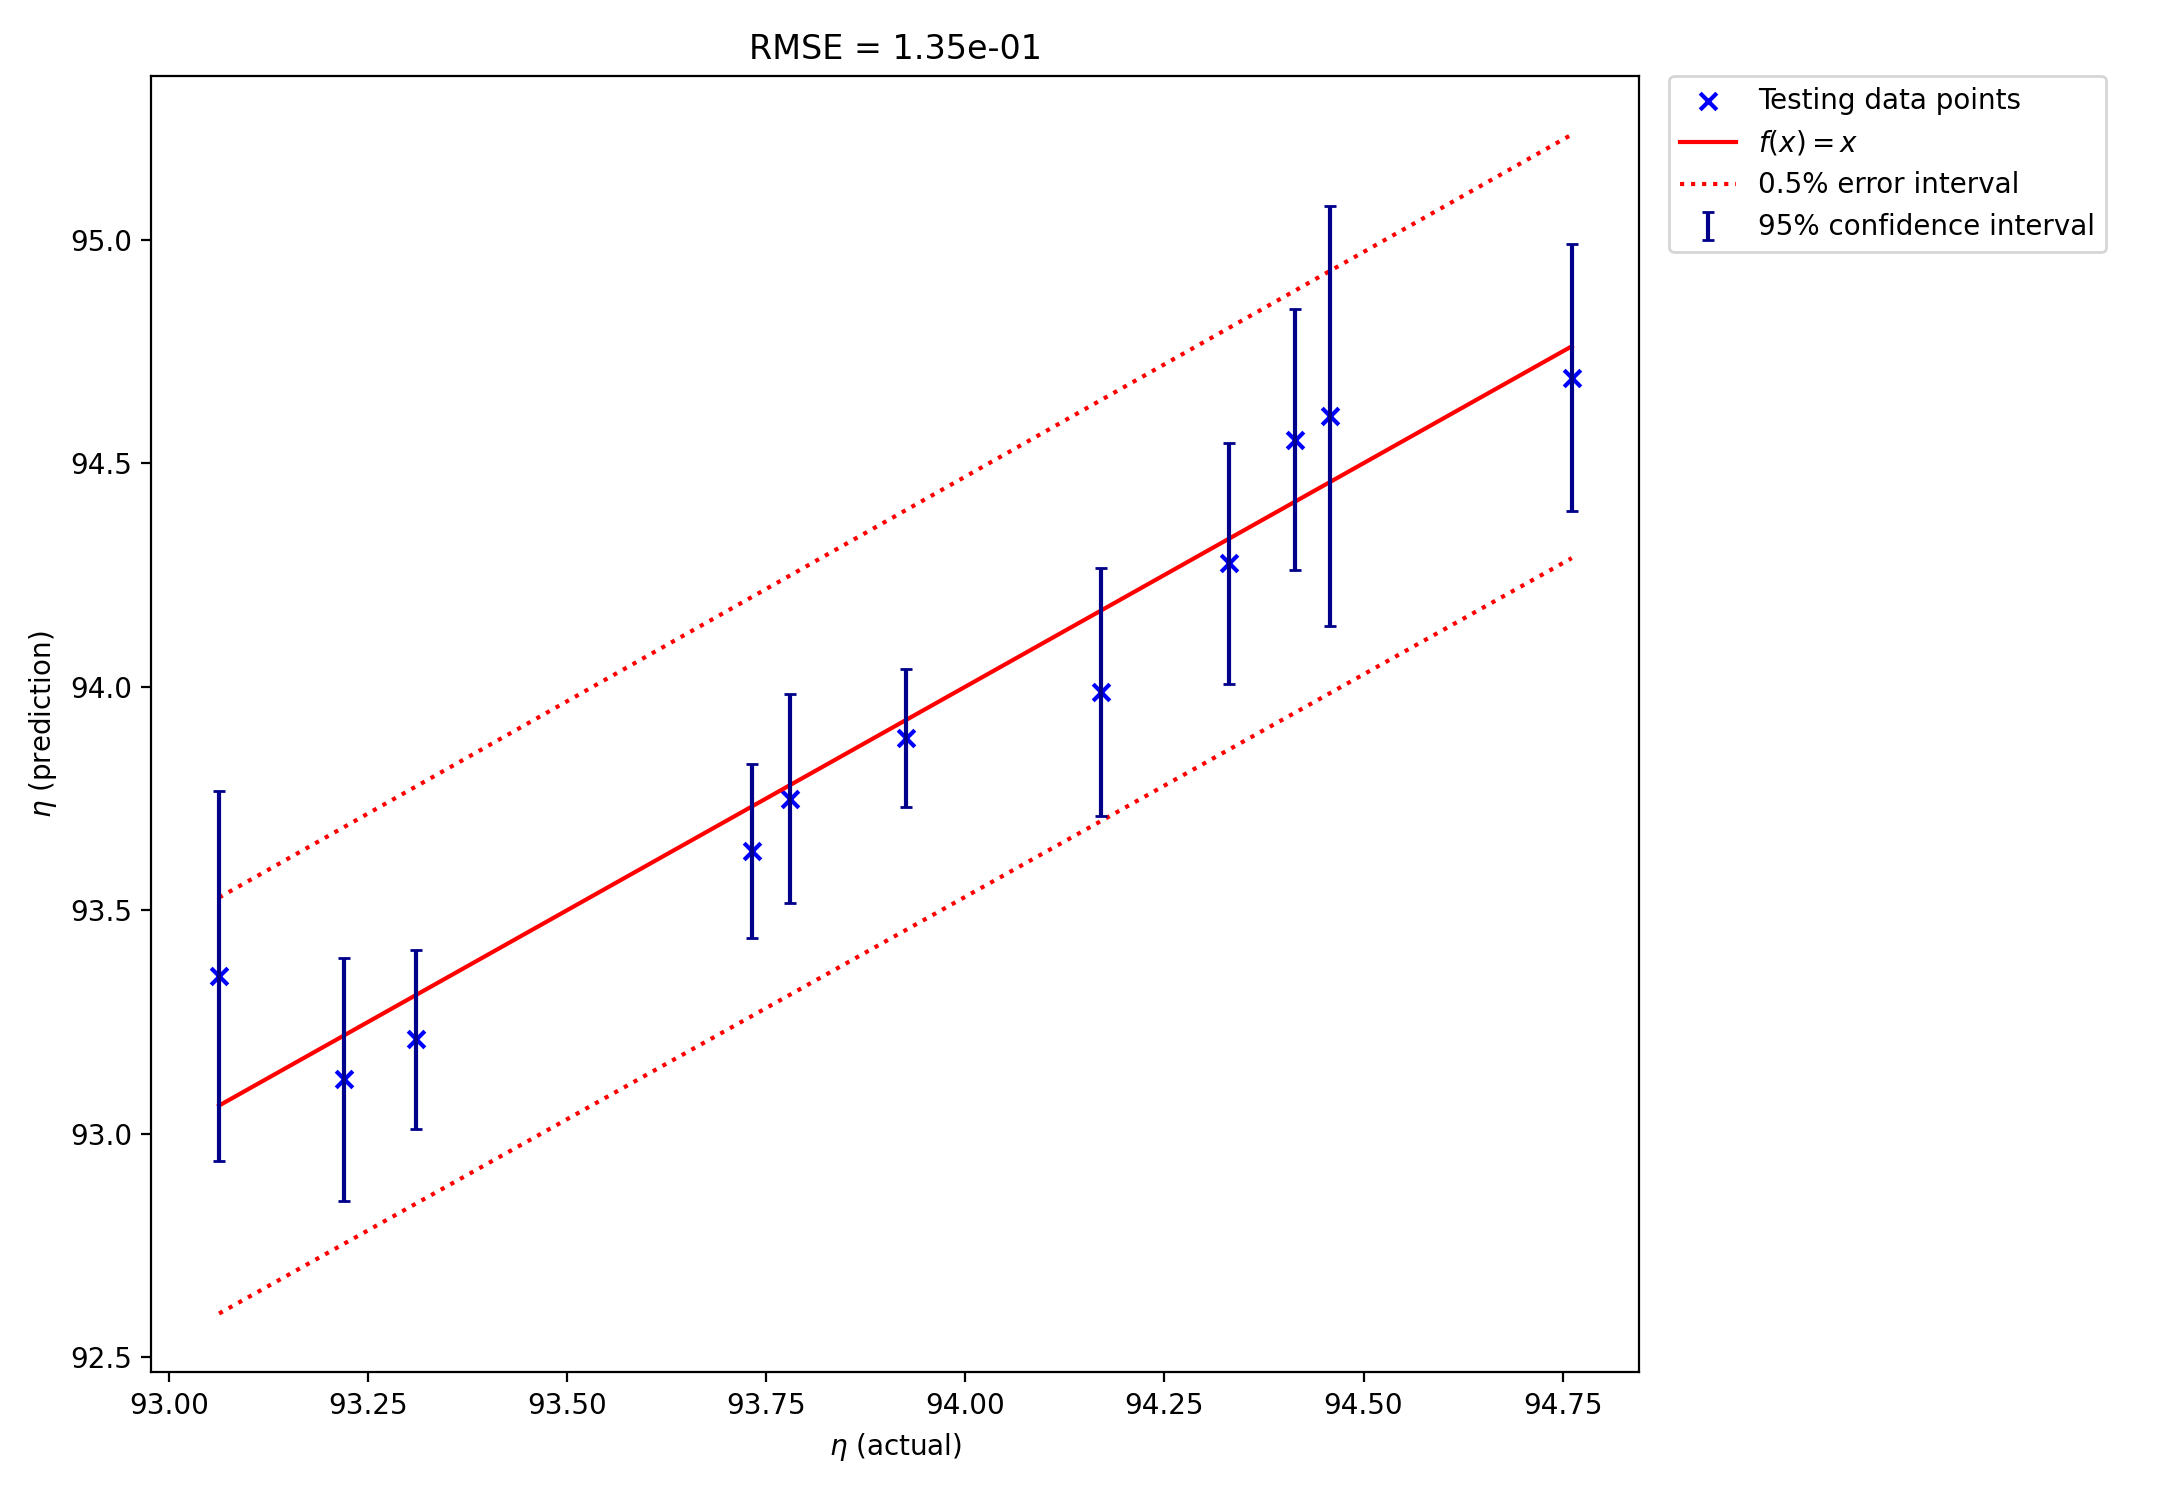 RMSE = 1.35e-01
Testing data points
f(x) = x
0.5% error interval
95% confidence interval
η (prediction)
95.0
94.5
94.0
93.5
93.0
92.5
93.00 93.25 93.50 93.75 94.00 94.25 94.50 94.75
η (actual)